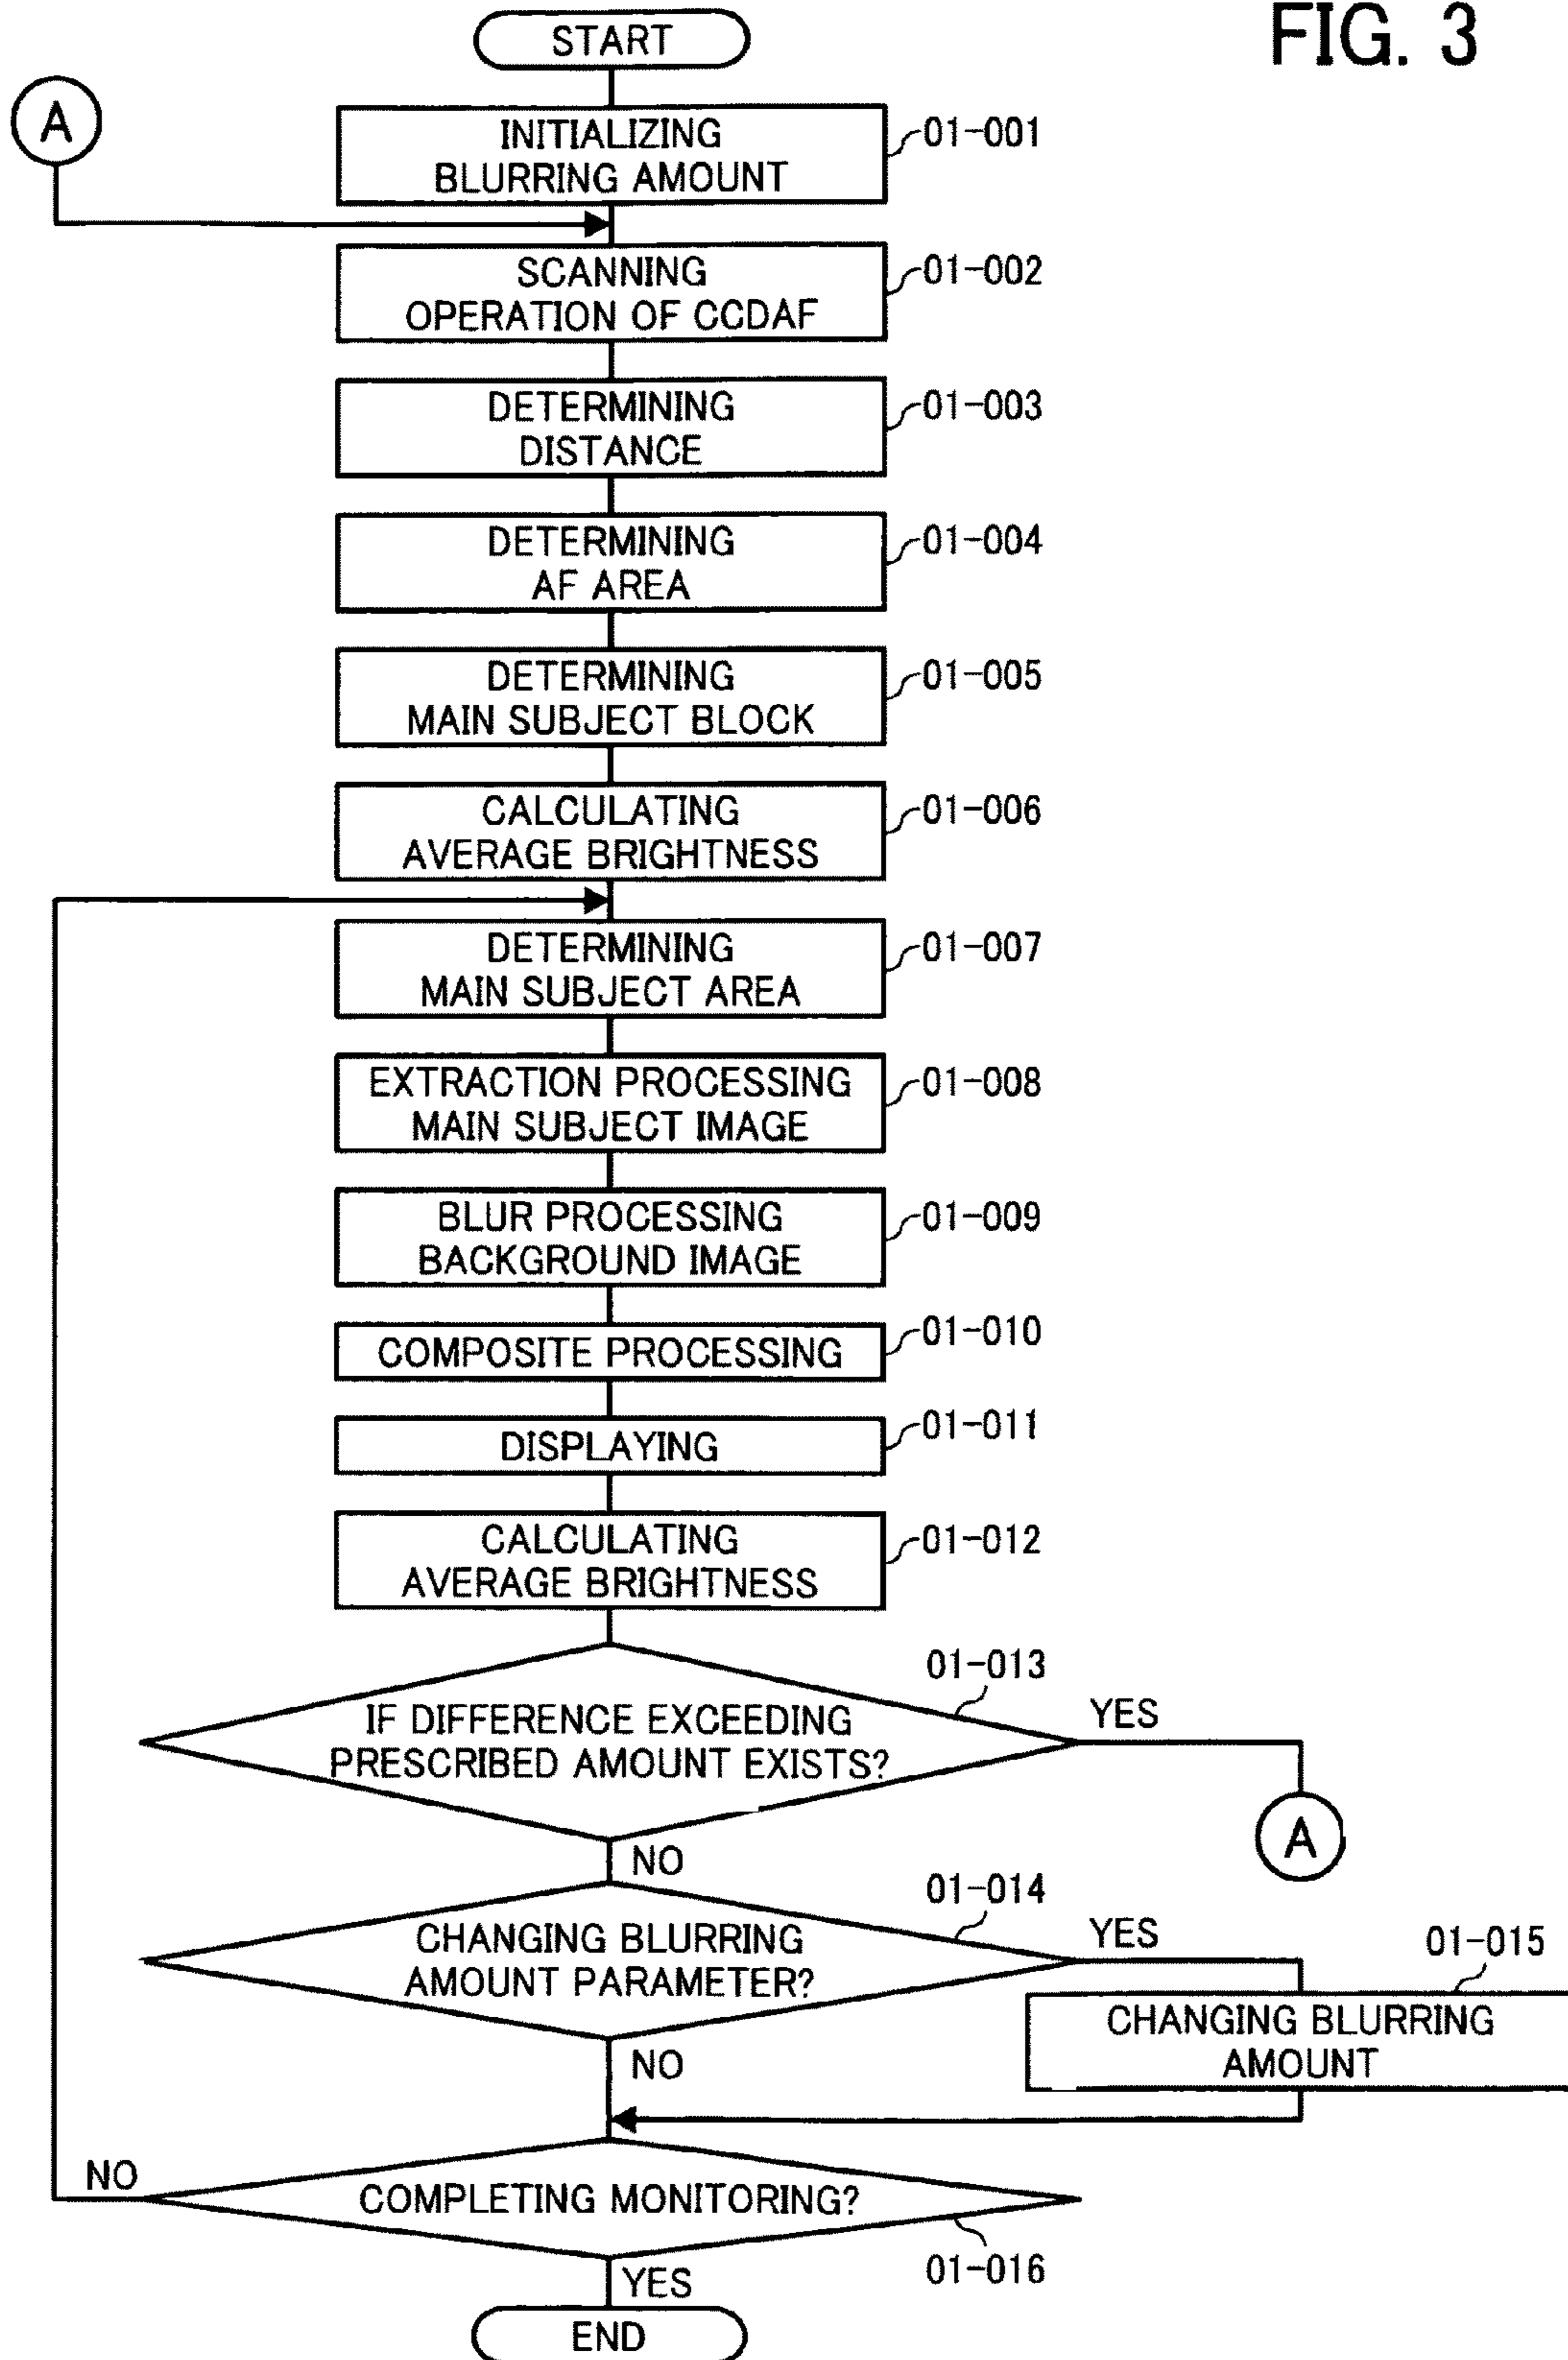 FIG. 3
START
A
INITIALIZING
BLURRING AMOUNT
01-001
SCANNING
OPERATION OF CCDAF
01-002
DETERMINING
DISTANCE
01-003
DETERMINING
AF AREA
01-004
DETERMINING
MAIN SUBJECT BLOCK
01-005
CALCULATING
AVERAGE BRIGHTNESS
01-006
DETERMINING
MAIN SUBJECT AREA
01-007
EXTRACTION PROCESSING
MAIN SUBJECT IMAGE
01-008
BLUR PROCESSING
BACKGROUND IMAGE
01-009
COMPOSITE PROCESSING
01-010
DISPLAYING
01-011
CALCULATING
AVERAGE BRIGHTNESS
01-012
01-013
IF DIFFERENCE EXCEEDING
PRESCRIBED AMOUNT EXISTS?
YES
A
NO
01-014
CHANGING BLURRING
AMOUNT PARAMETER?
YES
01-015
CHANGING BLURRING
AMOUNT
NO
NO
COMPLETING MONITORING?
01-016
YES
END